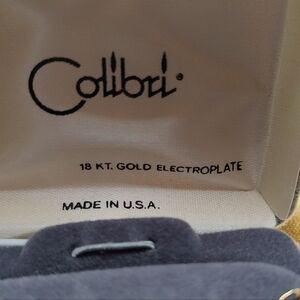 Colibri
18 KT. GOLD ELECTROPLATE
MADE IN U.S.A.